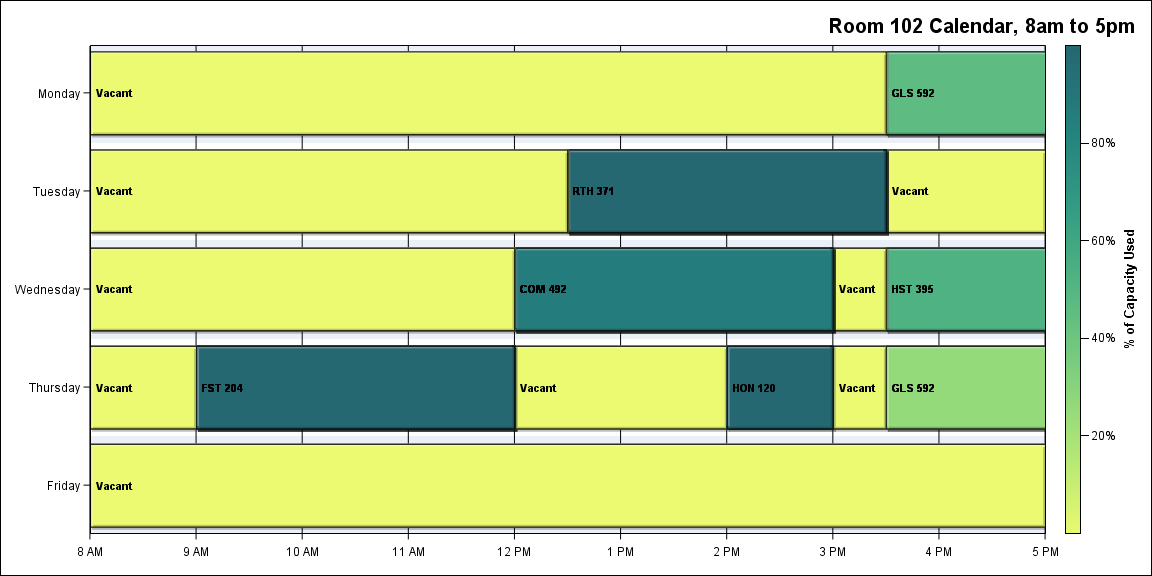 Room 102 Calendar, 8am to 5pm
Monday
Vacant
GLS 592
Tuesday
Vacant
RTH 371
Vacant
Wednesday
Vacant
COM 492
Vacant
HST 395
Thursday
Vacant
FST 204
Vacant
HON 120
Vacant
GLS 592
Friday
Vacant
8 AM
9 AM
10 AM
11 AM
12 PM
1 PM
2 PM
3 PM
4 PM
5 PM
80%
60%
40%
20%
% of Capacity Used